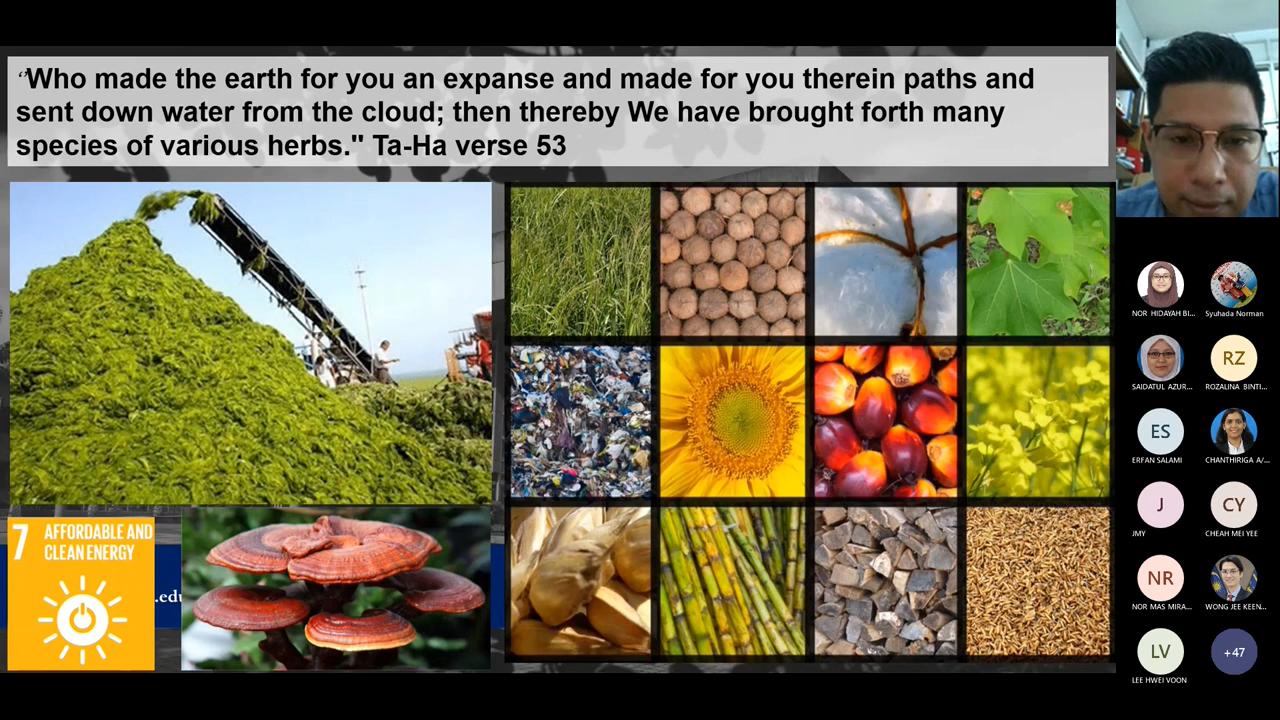 “Who made the earth for you an expanse and made for you therein paths and
sent down water from the cloud; then thereby We have brought forth many
species of various herbs." Ta-Ha verse 53
7 AFFORDABLE AND
CLEAN ENERGY
.edu
NOR HIDAYAH BI...
Syuhada Norman
SAIDATUL AZUR...
RZ
ROZALINA BINTI...
ES
ERFAN SALAMI
CHANTHIRIGA A/...
J
JMY
CY
CHEAH MEI YEE
NR
NOR MAS MIRA...
WONG JEE KEEN...
LV
LEE HWEI VOON
+47